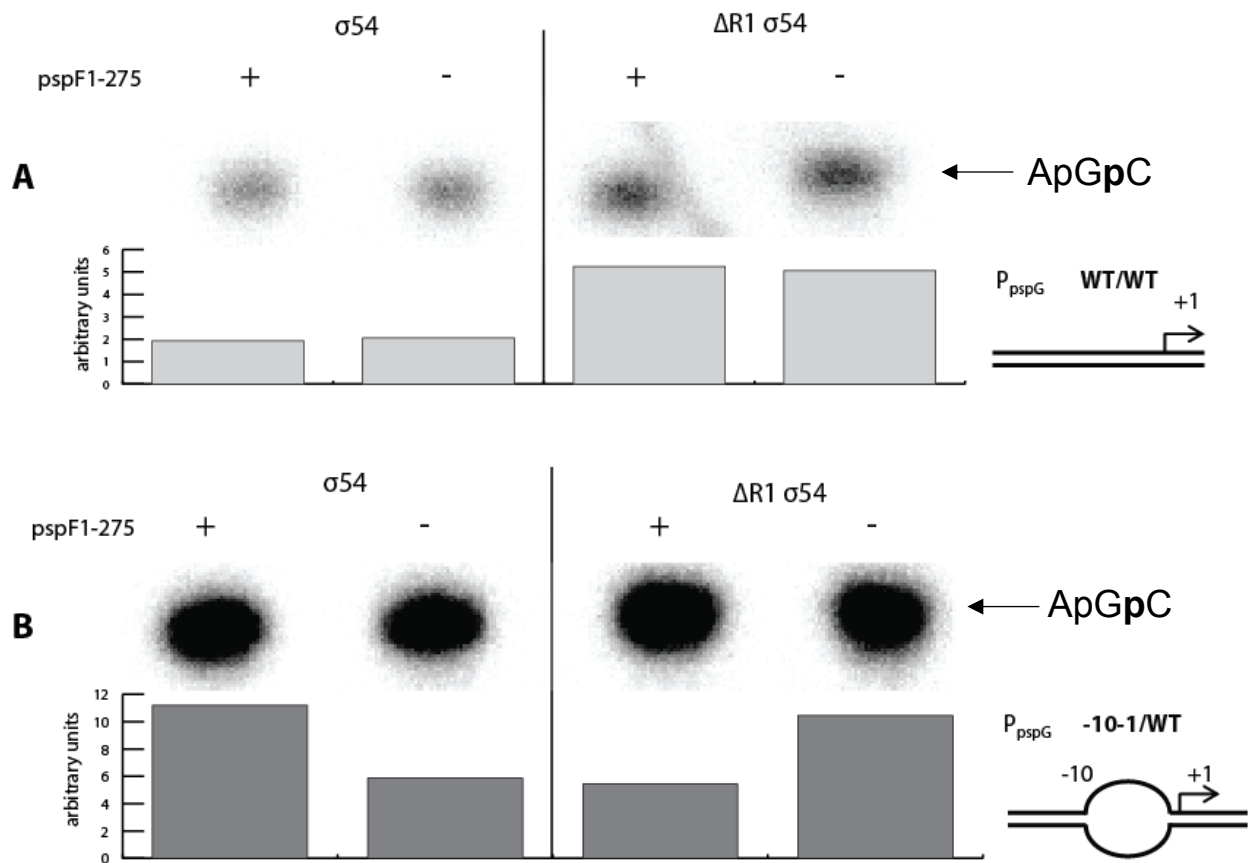 σ54 ΔR1 σ54
pspF1-275 + - + -
A
ApGpC
6
5
4
3
2
1
0
arbitrary units
PpspG WT/WT
+1
σ54 ΔR1 σ54
pspF1-275 + - + -
B
ApGpC
12
10
8
6
4
2
0
arbitrary units
PpspG -10-1/WT
-10 +1